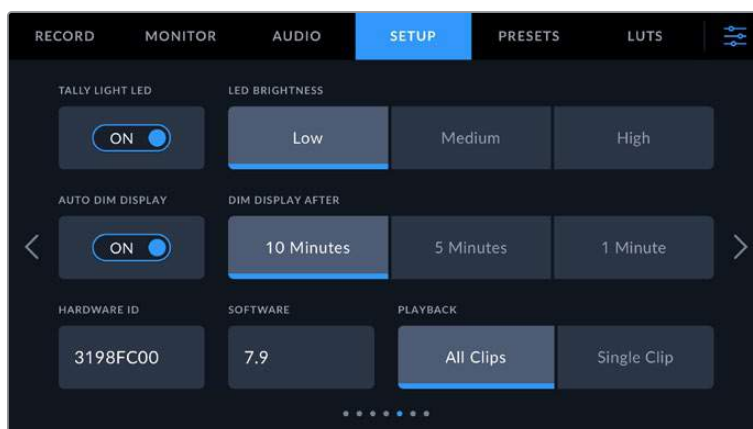 RECORD MONITOR AUDIO SETUP PRESETS LUTS
TALLY LIGHT LED LED BRIGHTNESS
ON Low Medium High
AUTO DIM DISPLAY DIM DISPLAY AFTER
ON 10 Minutes 5 Minutes 1 Minute
HARDWARE ID SOFTWARE PLAYBACK
3198FC00 7.9 All Clips Single Clip